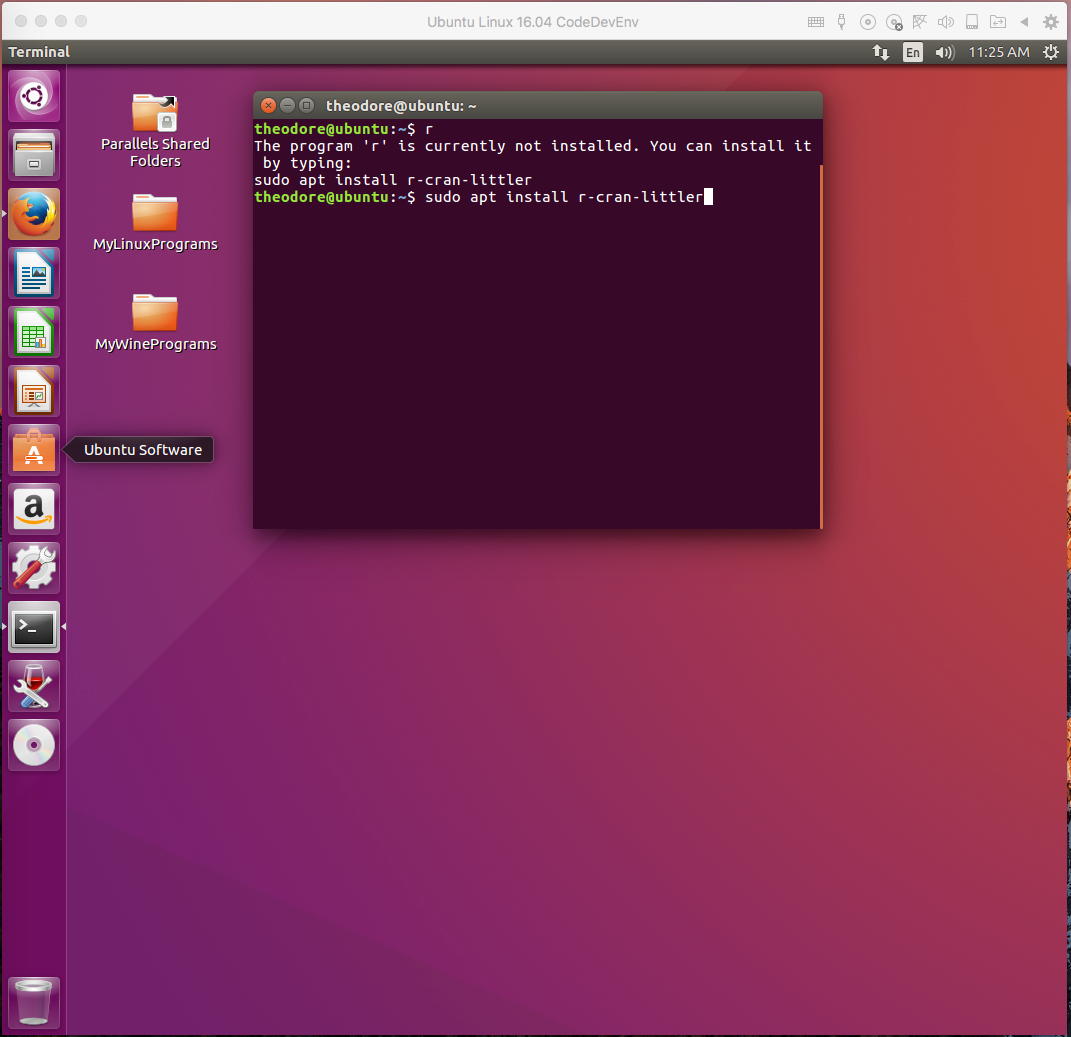 Ubuntu Linux 16.04 CodeDevEnv
Terminal
En
11:25 AM
Parallels Shared
Folders
MyLinuxPrograms
MyWinePrograms
Ubuntu Software
a
theodore@ubuntu: ~
theodore@ubuntu:~$ r
The program 'r' is currently not installed. You can install it
 by typing:
sudo apt install r-cran-littler
theodore@ubuntu:~$ sudo apt install r-cran-littler